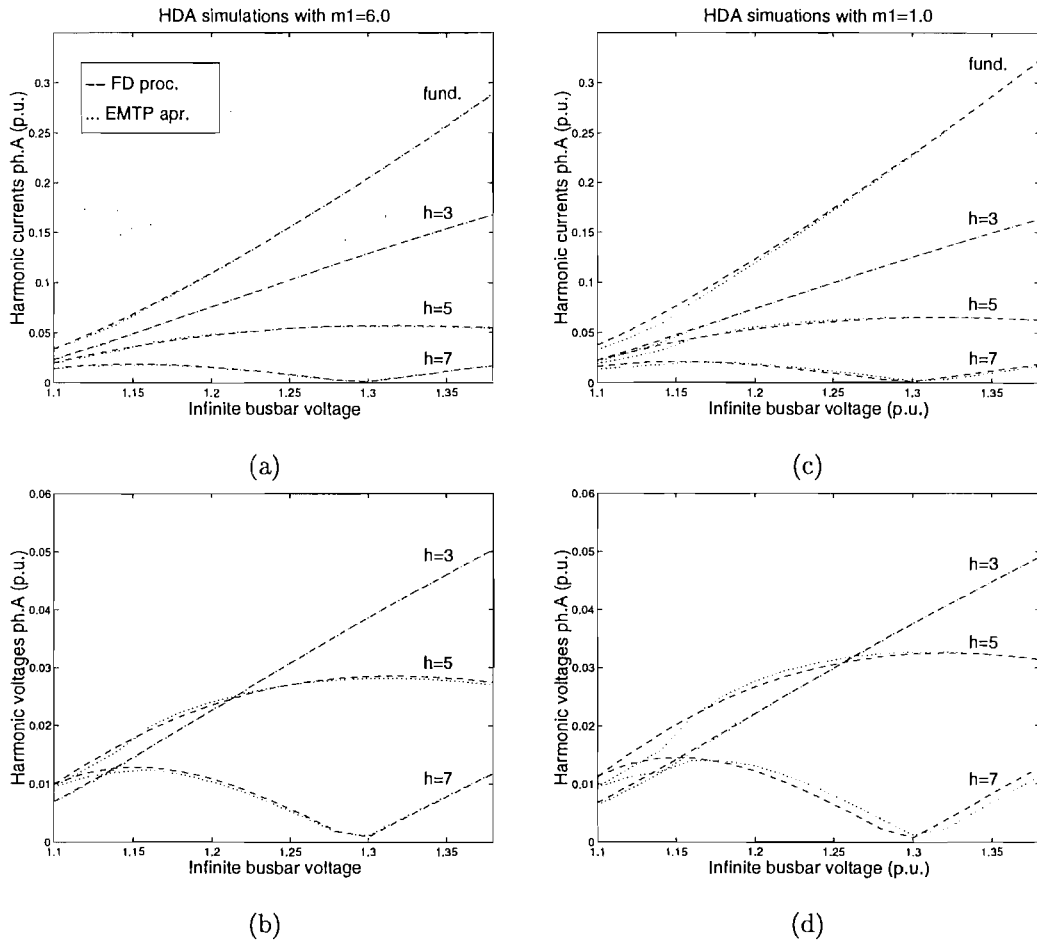 HDA simulations with m1=6.0
Harmonic currents ph.A (p.u.)
0.3
0.25
0.2
0.15
0.1
0.05
0
-- FD proc.
... EMTP apr.
fund.
h=3
h=5
h=7
1.1
1.15
1.2
1.25
1.3
1.35
Infinite busbar voltage
(a)
HDA simuations with m1=1.0
Harmonic currents ph.A (p.u.)
0.3
0.25
0.2
0.15
0.1
0.05
0
fund.
h=3
h=5
h=7
1.1
1.15
1.2
1.25
1.3
1.35
Infinite busbar voltage (p.u.)
(c)
Harmonic voltages ph.A (p.u.)
0.06
0.05
0.04
0.03
0.02
0.01
0
h=3
h=5
h=7
1.1
1.15
1.2
1.25
1.3
1.35
Infinite busbar voltage
(b)
Harmonic voltages ph.A (p.u.)
0.06
0.05
0.04
0.03
0.02
0.01
0
h=3
h=5
h=7
1.1
1.15
1.2
1.25
1.3
1.35
Infinite busbar voltage (p.u.)
(d)